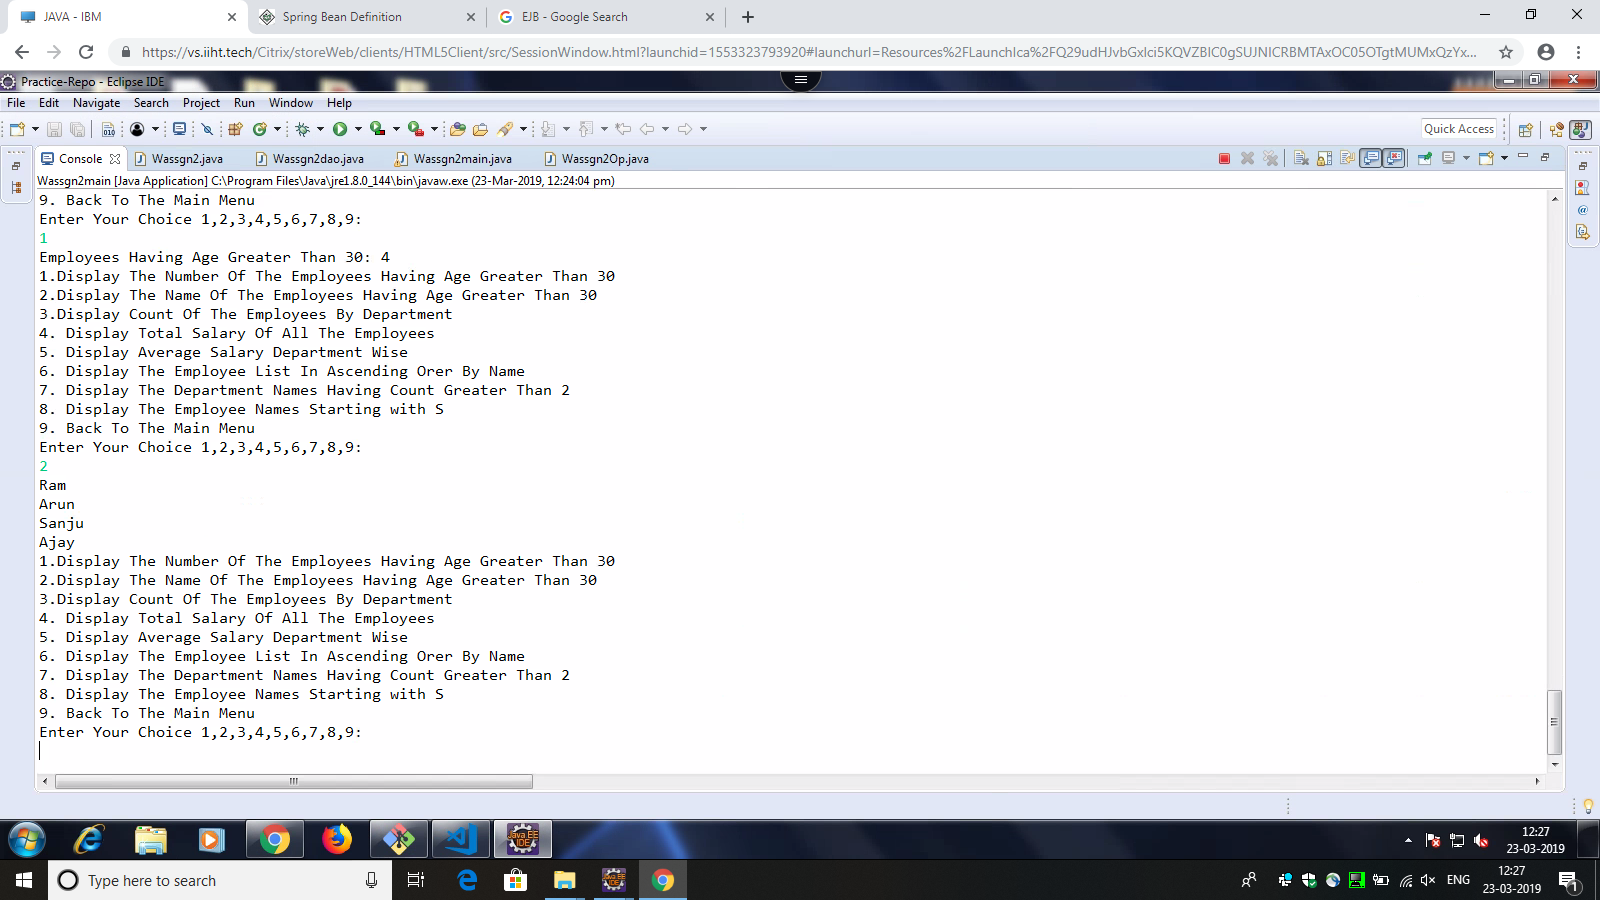 JAVA - IBM
Spring Bean Definition
EJB - Google Search
https://vs.iiht.tech/Citrix/storeWeb/clients/HTML5Client/src/SessionWindow.html?launchid=1553323793920#launchurl=Resources%2FLaunchIca%2F
Practice-Repo - Eclipse IDE
File Edit Navigate Search Project Run Window Help
Quick Access
Console Wassgn2.java Wassgn2dao.java Wassgn2main.java Wassgn2Op.java
Wassgn2main [Java Application] C:\Program Files\Java\jre1.8.0_144\bin\javaw.exe (23-Mar-2019, 12:24:04 pm)
9. Back To The Main Menu
Enter Your Choice 1,2,3,4,5,6,7,8,9:
1
Employees Having Age Greater Than 30: 4
1.Display The Number Of The Employees Having Age Greater Than 30
2.Display The Name Of The Employees Having Age Greater Than 30
3.Display Count Of The Employees By Department
4. Display Total Salary Of All The Employees
5. Display Average Salary Department Wise
6. Display The Employee List In Ascending Orer By Name
7. Display The Department Names Having Count Greater Than 2
8. Display The Employee Names Starting with S
9. Back To The Main Menu
Enter Your Choice 1,2,3,4,5,6,7,8,9:
2
Ram
Arun
Sanju
Ajay
1.Display The Number Of The Employees Having Age Greater Than 30
2.Display The Name Of The Employees Having Age Greater Than 30
3.Display Count Of The Employees By Department
4. Display Total Salary Of All The Employees
5. Display Average Salary Department Wise
6. Display The Employee List In Ascending Orer By Name
7. Display The Department Names Having Count Greater Than 2
8. Display The Employee Names Starting with S
9. Back To The Main Menu
Enter Your Choice 1,2,3,4,5,6,7,8,9:
Java EE
IDE
12:27
23-03-2019
Type here to search
Java EE
IDE
ENG
12:27
23-03-2019
1